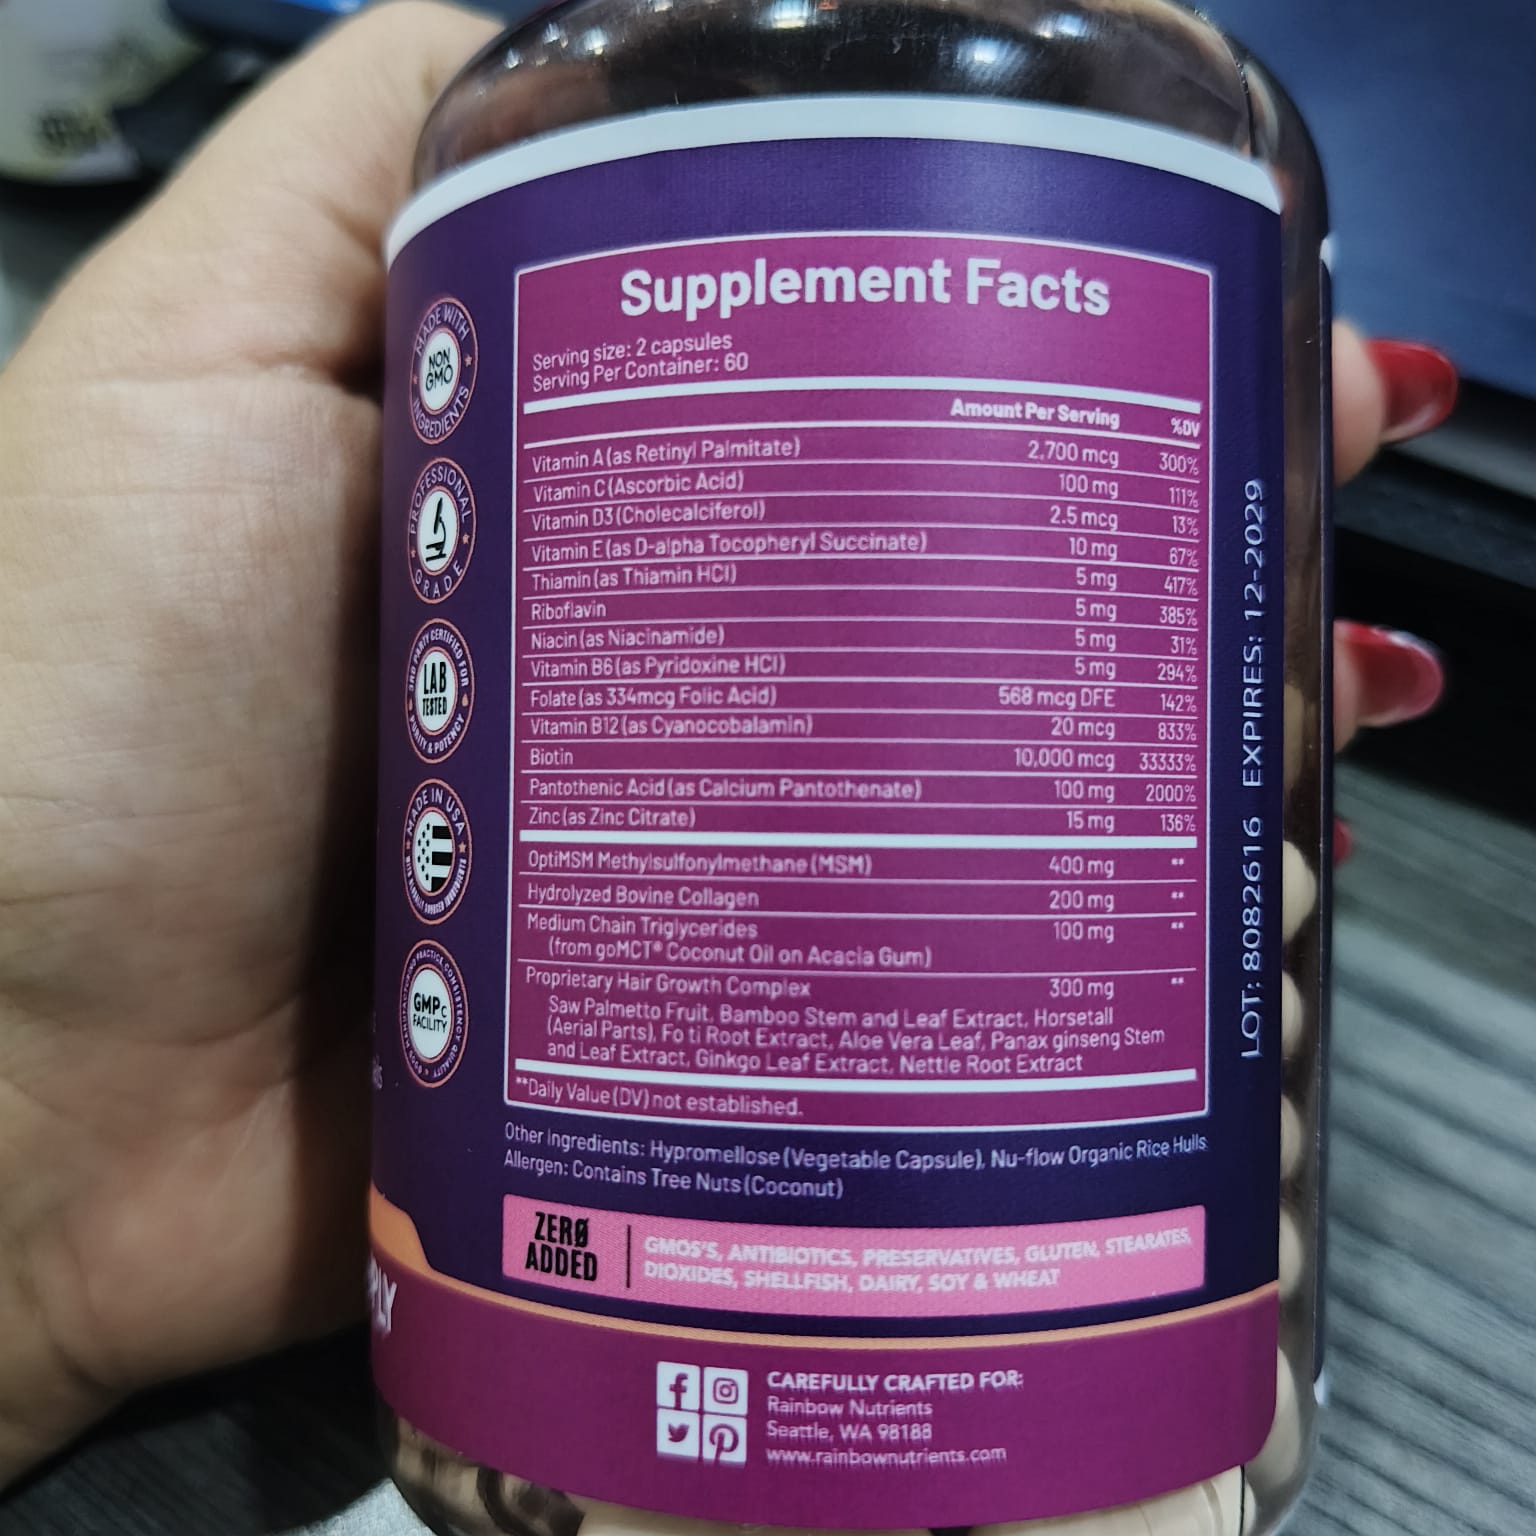 MADE WITH
NON
GMO
INGREDIENTS
PROFESSIONAL
GRADE
3RD PARTY CERTIFIED FOR
LAB
TESTED
PURITY & POTENCY
MADE IN USA
GMPc
FACILITY
PLY
Supplement Facts
Serving size: 2 capsules
Serving Per Container: 60
Amount Per Serving %DV
Vitamin A (as Retinyl Palmitate) 2,700 mcg 300%
Vitamin C (Ascorbic Acid) 100 mg 111%
Vitamin D3 (Cholecalciferol) 2.5 mcg 13%
Vitamin E (as D-alpha Tocopheryl Succinate) 10 mg 67%
Thiamin (as Thiamin HCl) 5 mg 417%
Riboflavin 5 mg 385%
Niacin (as Niacinamide) 5 mg 31%
Vitamin B6 (as Pyridoxine HCl) 5 mg 294%
Folate (as 334mcg Folic Acid) 568 mcg DFE 142%
Vitamin B12 (as Cyanocobalamin) 20 mcg 833%
Biotin 10,000 mcg 33333%
Pantothenic Acid (as Calcium Pantothenate) 100 mg 2000%
Zinc (as Zinc Citrate) 15 mg 136%
OptiMSM Methylsulfonylmethane (MSM) 400 mg **
Hydrolyzed Bovine Collagen 200 mg **
Medium Chain Triglycerides 100 mg **
(from goMCT® Coconut Oil on Acacia Gum)
Proprietary Hair Growth Complex 300 mg **
Saw Palmetto Fruit, Bamboo Stem and Leaf Extract, Horsetail
(Aerial Parts), Fo ti Root Extract, Aloe Vera Leaf, Panax ginseng Stem
and Leaf Extract, Ginkgo Leaf Extract, Nettle Root Extract
**Daily Value (DV) not established.
Other Ingredients: Hypromellose (Vegetable Capsule), Nu-flow Organic Rice Hulls
Allergen: Contains Tree Nuts (Coconut)
ZERØ
ADDED
GMOS'S, ANTIBIOTICS, PRESERVATIVES, GLUTEN, STEARATES,
DIOXIDES, SHELLFISH, DAIRY, SOY & WHEAT
CAREFULLY CRAFTED FOR:
Rainbow Nutrients
Seattle, WA 98188
www.rainbownutrients.com
LOT: 8082616 EXPIRES: 12-2029